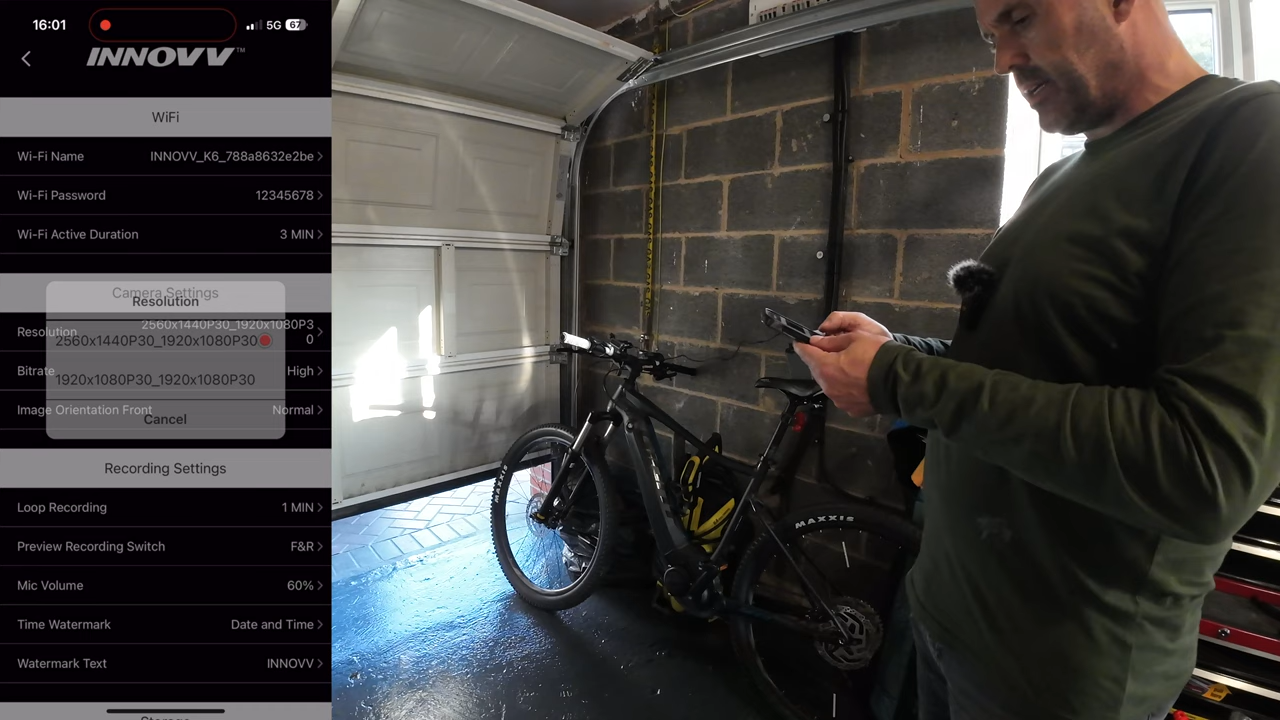 16:01
5G 67
INNOVV™
WiFi
Wi-Fi Name INNOVV_K6_788a8632e2be
Wi-Fi Password 12345678
Wi-Fi Active Duration 3 MIN
Camera Settings
Resolution
Resolution 2560x1440P30_1920x1080P30
2560x1440P30_1920x1080P30
1920x1080P30_1920x1080P30
Bitrate High
Image Orientation Front Normal
Cancel
Recording Settings
Loop Recording 1 MIN
Preview Recording Switch F&R
Mic Volume 60%
Time Watermark Date and Time
Watermark Text INNOVV
Storage
MAXXIS
MAXXIS